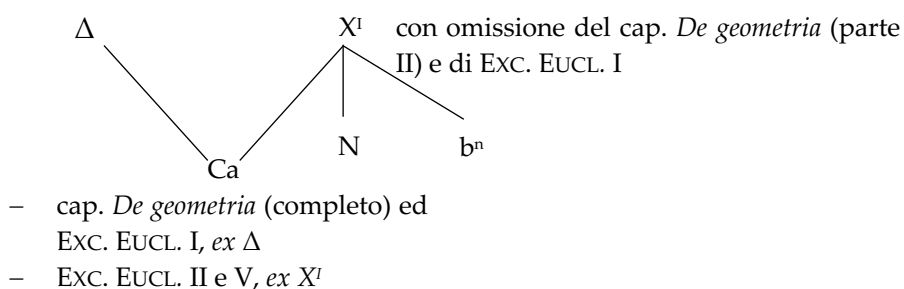 Δ Xᴵ con omissione del cap. De geometria (parte
II) e di EXC. EUCL. I
N bⁿ
Ca
− cap. De geometria (completo) ed
EXC. EUCL. I, ex Δ
− EXC. EUCL. II e V, ex Xᴵ